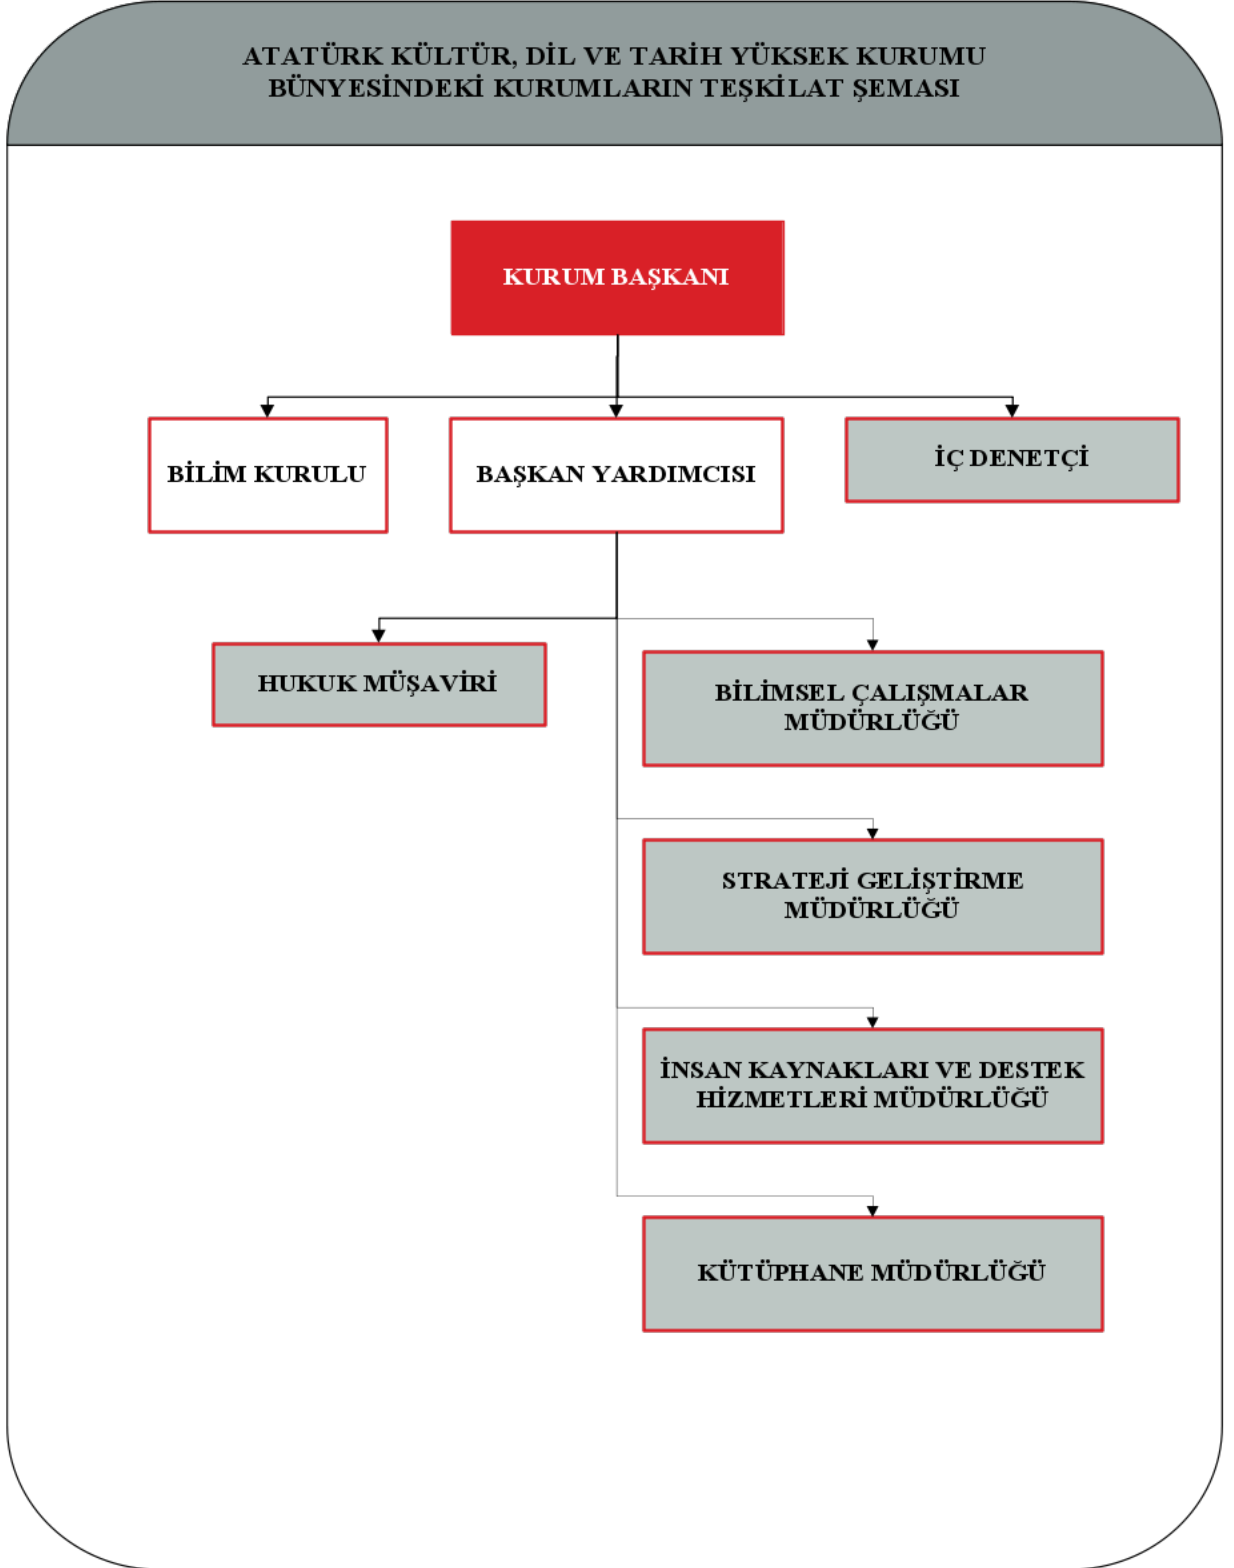 ATATÜRK KÜLTÜR, DİL VE TARİH YÜKSEK KURUMU
BÜNYESİNDEKİ KURUMLARIN TEŞKİLAT ŞEMASI
KURUM BAŞKANI
BİLİM KURULU
BAŞKAN YARDIMCISI
İÇ DENETÇİ
HUKUK MÜŞAVİRİ
BİLİMSEL ÇALIŞMALAR
MÜDÜRLÜĞÜ
STRATEJİ GELİŞTİRME
MÜDÜRLÜĞÜ
İNSAN KAYNAKLARI VE DESTEK
HİZMETLERİ MÜDÜRLÜĞÜ
KÜTÜPHANE MÜDÜRLÜĞÜ